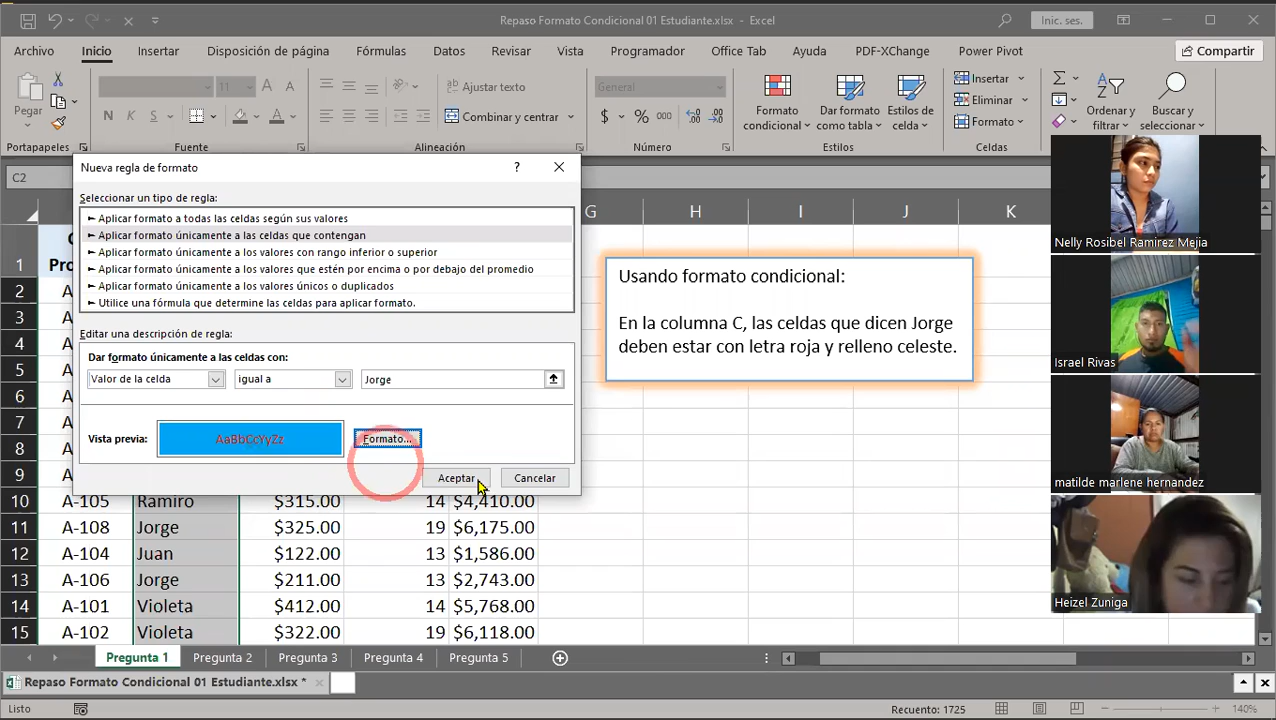 Repaso Formato Condicional 01 Estudiante.xlsx - Excel
Inic. ses.
Archivo Inicio Insertar Disposición de página Fórmulas Datos Revisar Vista Programador Office Tab Ayuda PDF-XChange Power Pivot Compartir
Pegar
Portapapeles
11
N K S
Ajustar texto
Combinar y centrar
Alineación
General
$ % 000
Número
Formato condicional
Dar formato como tabla
Estilos de celda
Estilos
Insertar
Eliminar
Formato
Celdas
Ordenar y filtrar
Buscar y seleccionar
C2
Nueva regla de formato
?
Seleccionar un tipo de regla:
► Aplicar formato a todas las celdas según sus valores
► Aplicar formato únicamente a las celdas que contengan
► Aplicar formato únicamente a los valores con rango inferior o superior
► Aplicar formato únicamente a los valores que estén por encima o por debajo del promedio
► Aplicar formato únicamente a los valores únicos o duplicados
► Utilice una fórmula que determine las celdas para aplicar formato.
Editar una descripción de regla:
Dar formato únicamente a las celdas con:
Valor de la celda igual a Jorge
Vista previa: AaBbCcYyZz Formato...
Aceptar Cancelar
G H I J K
1
2
3
4
5
6
7
8
9
10 A-105 Ramiro $315.00 14 $4,410.00
11 A-108 Jorge $325.00 19 $6,175.00
12 A-104 Juan $122.00 13 $1,586.00
13 A-106 Jorge $211.00 13 $2,743.00
14 A-101 Violeta $412.00 14 $5,768.00
15 A-102 Violeta $322.00 19 $6,118.00
Usando formato condicional:
En la columna C, las celdas que dicen Jorge
deben estar con letra roja y relleno celeste.
Nelly Rosibel Ramirez Mejia
Israel Rivas
matilde marlene hernandez
Heizel Zuniga
Pregunta 1 Pregunta 2 Pregunta 3 Pregunta 4 Pregunta 5
Repaso Formato Condicional 01 Estudiante.xlsx *
Listo
Recuento: 1725
140%